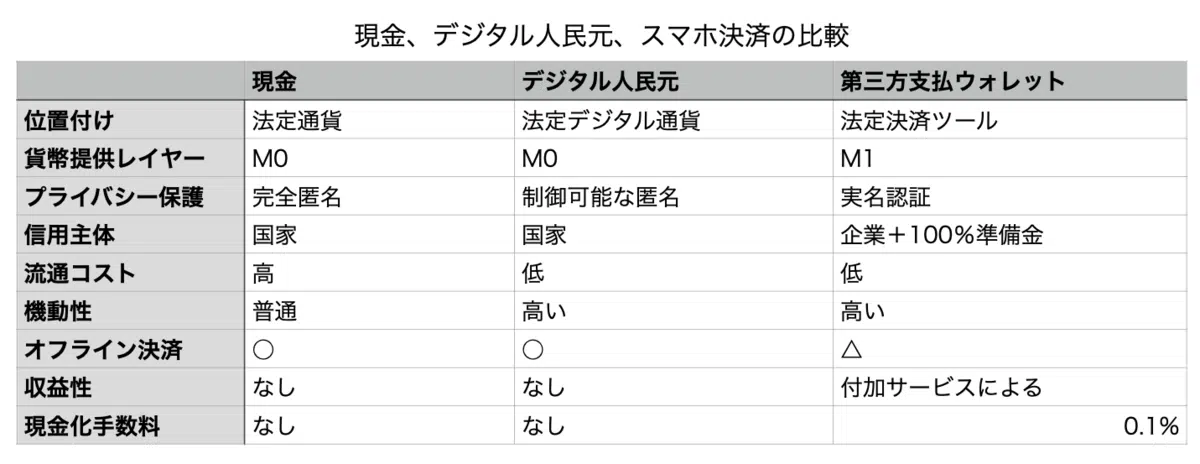 現金、デジタル人民元、スマホ決済の比較
現金 デジタル人民元 第三方支払ウォレット
位置付け 法定通貨 法定デジタル通貨 法定決済ツール
貨幣提供レイヤー M0 M0 M1
プライバシー保護 完全匿名 制御可能な匿名 実名認証
信用主体 国家 国家 企業＋100％準備金
流通コスト 高 低 低
機動性 普通 高い 高い
オフライン決済 ○ ○ △
収益性 なし なし 付加サービスによる
現金化手数料 なし なし 0.1%